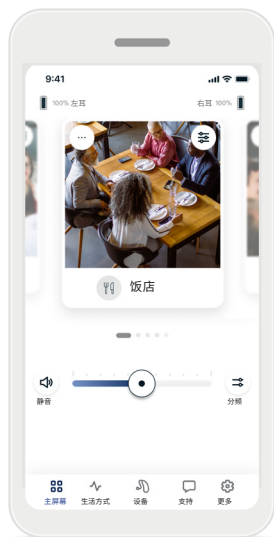 9:41
100% 左耳 右耳 100%
饭店
静音 分频
主屏幕 生活方式 设备 支持 更多